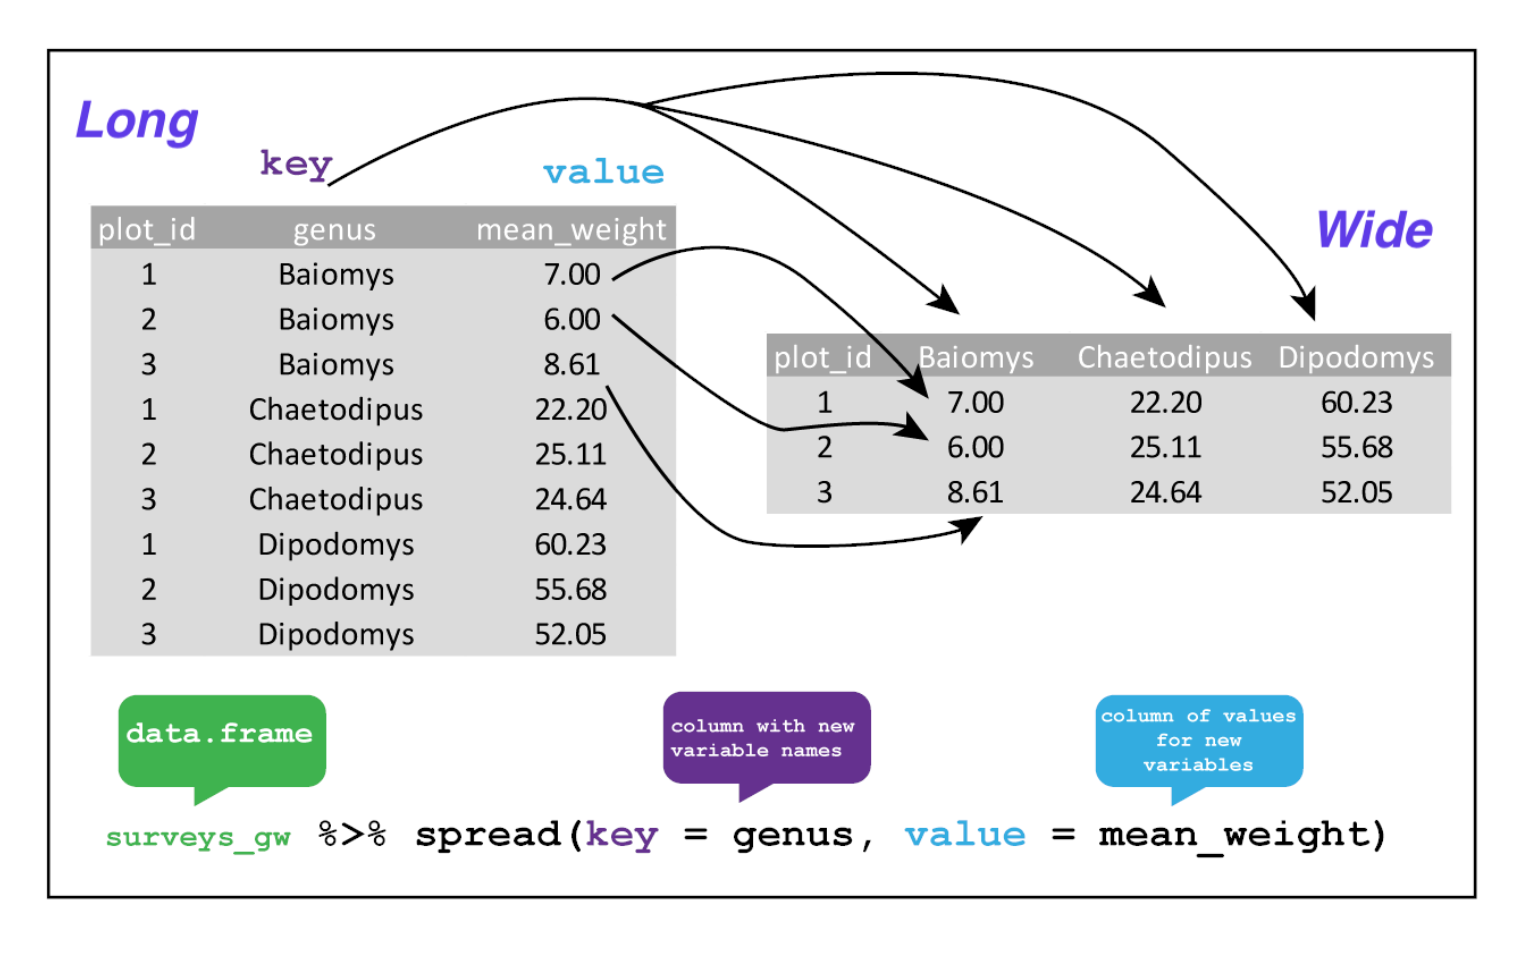 Long
key value
plot_id genus mean_weight
1 Baiomys 7.00
2 Baiomys 6.00
3 Baiomys 8.61
1 Chaetodipus 22.20
2 Chaetodipus 25.11
3 Chaetodipus 24.64
1 Dipodomys 60.23
2 Dipodomys 55.68
3 Dipodomys 52.05
Wide
plot_id Baiomys Chaetodipus Dipodomys
1 7.00 22.20 60.23
2 6.00 25.11 55.68
3 8.61 24.64 52.05
data.frame
column with new
variable names
column of values
for new
variables
surveys_gw %>% spread(key = genus, value = mean_weight)